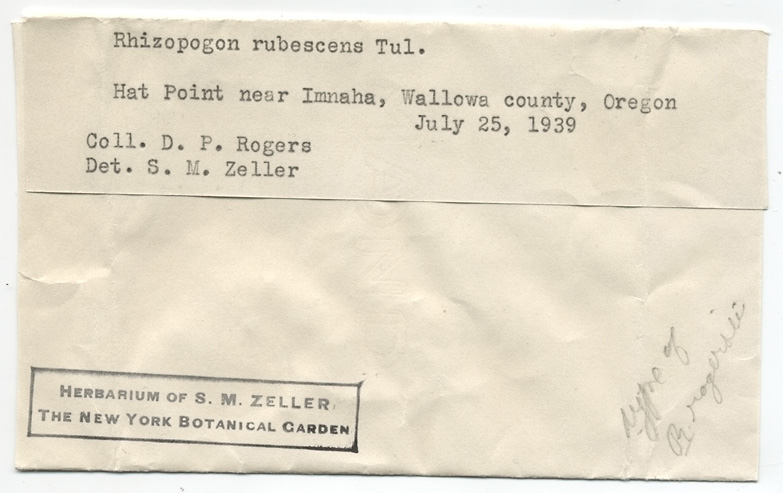 Rhizopogon rubescens Tul.
Hat Point near Imnaha, Wallowa county, Oregon
July 25, 1939
Coll. D. P. Rogers
Det. S. M. Zeller
HERBARIUM OF S. M. ZELLER
THE NEW YORK BOTANICAL GARDEN
type of
R. rogersii